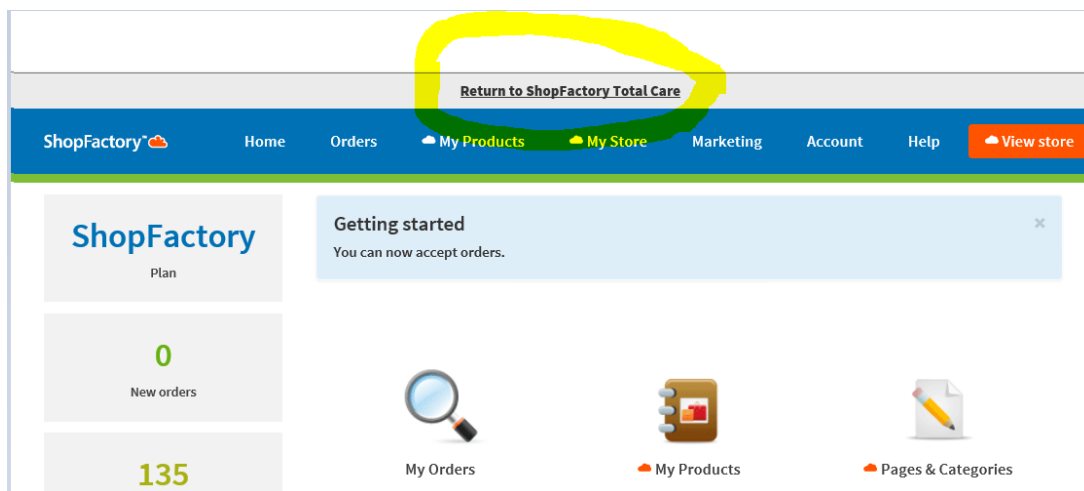 Return to ShopFactory Total Care
ShopFactory™ Home Orders My Products My Store Marketing Account Help View store
ShopFactory
Plan
Getting started ×
You can now accept orders.
0
New orders
135
My Orders My Products Pages & Categories